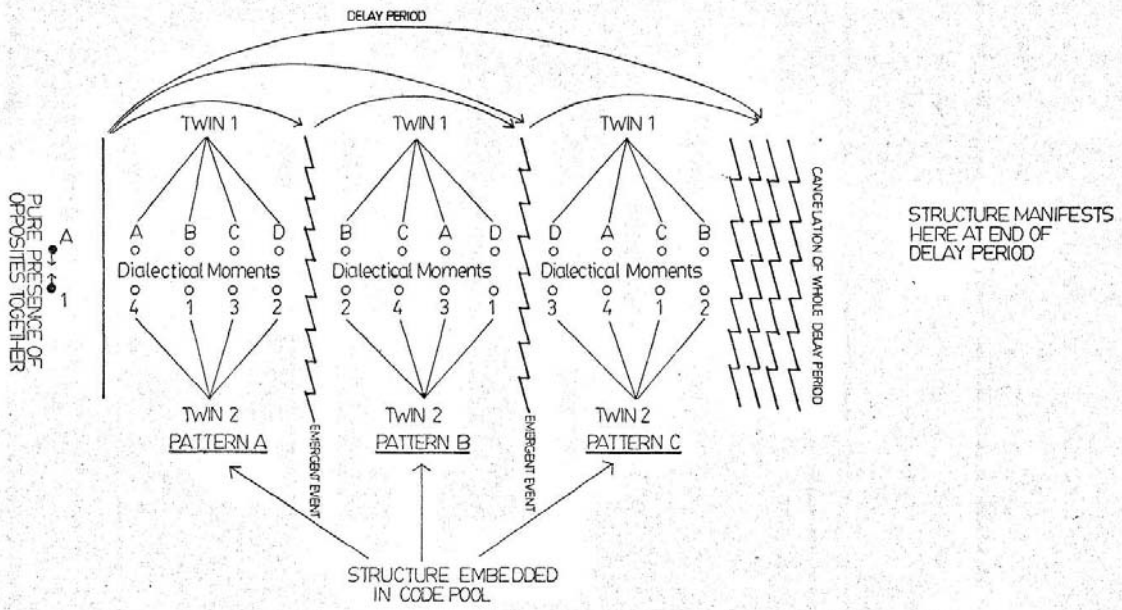 DELAY PERIOD
TWIN 1
TWIN 1
TWIN 1
PURE PRESENCE OF
OPPOSITES TOGETHER
A
1
A B C D
Dialectical Moments
4 1 3 2
TWIN 2
PATTERN A
EMERGENT EVENT
B C A D
Dialectical Moments
2 4 3 1
TWIN 2
PATTERN B
EMERGENT EVENT
D A C B
Dialectical Moments
3 4 1 2
TWIN 2
PATTERN C
CANCELATION OF WHOLE DELAY PERIOD
STRUCTURE MANIFESTS
HERE AT END OF
DELAY PERIOD
STRUCTURE EMBEDDED
IN CODE POOL